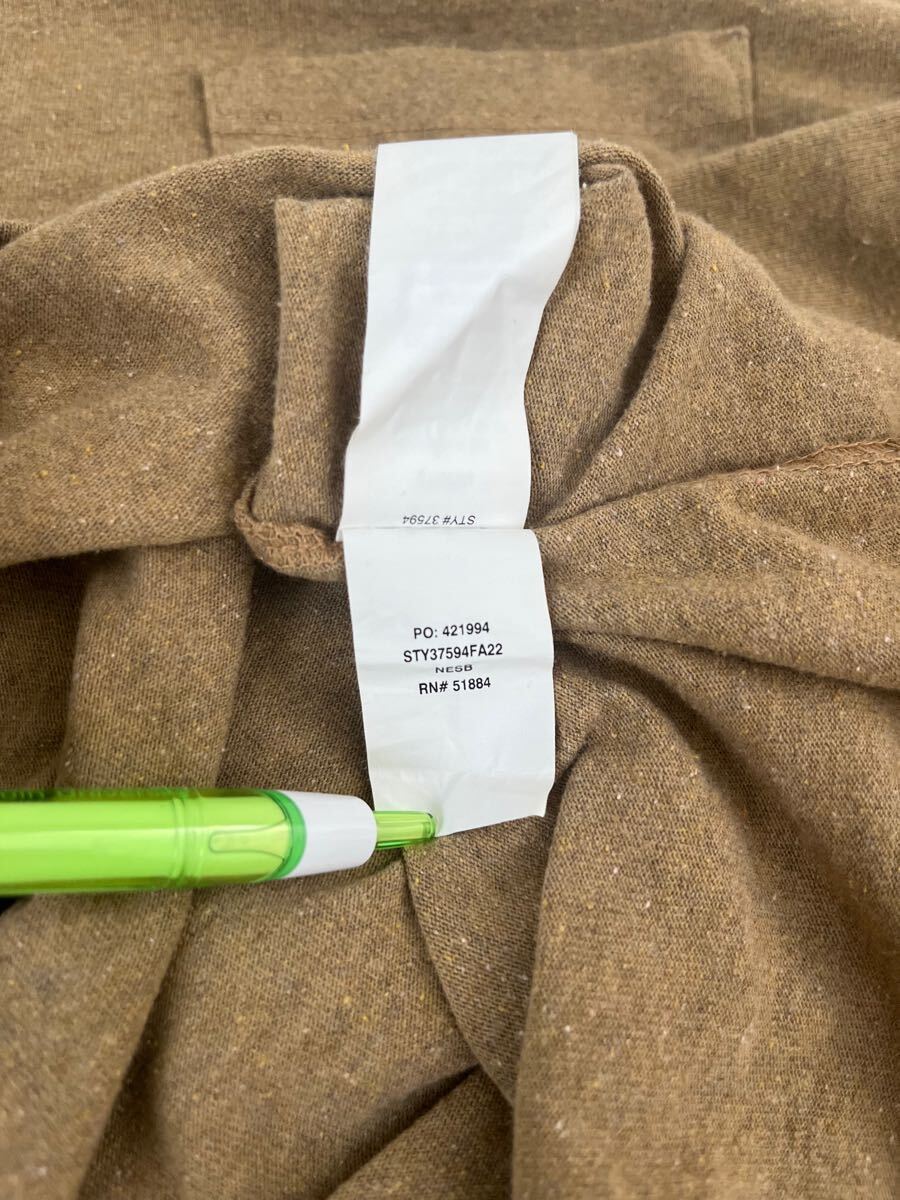 STY# 37594
PO: 421994
STY37594FA22
NESB
RN# 51884